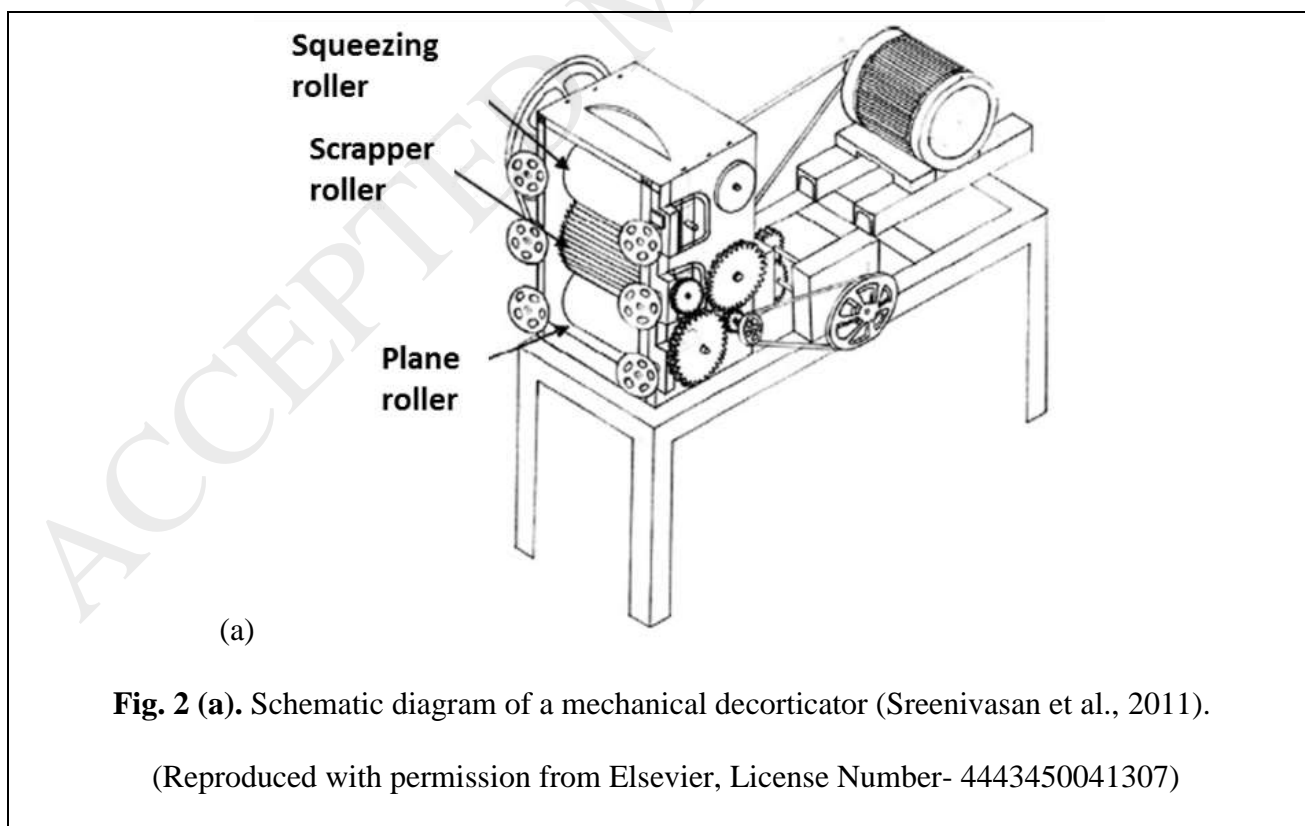 Squeezing
roller
Scrapper
roller
Plane
roller
(a)
Fig. 2 (a). Schematic diagram of a mechanical decorticator (Sreenivasan et al., 2011).
(Reproduced with permission from Elsevier, License Number- 4443450041307)
ACCEPTED M